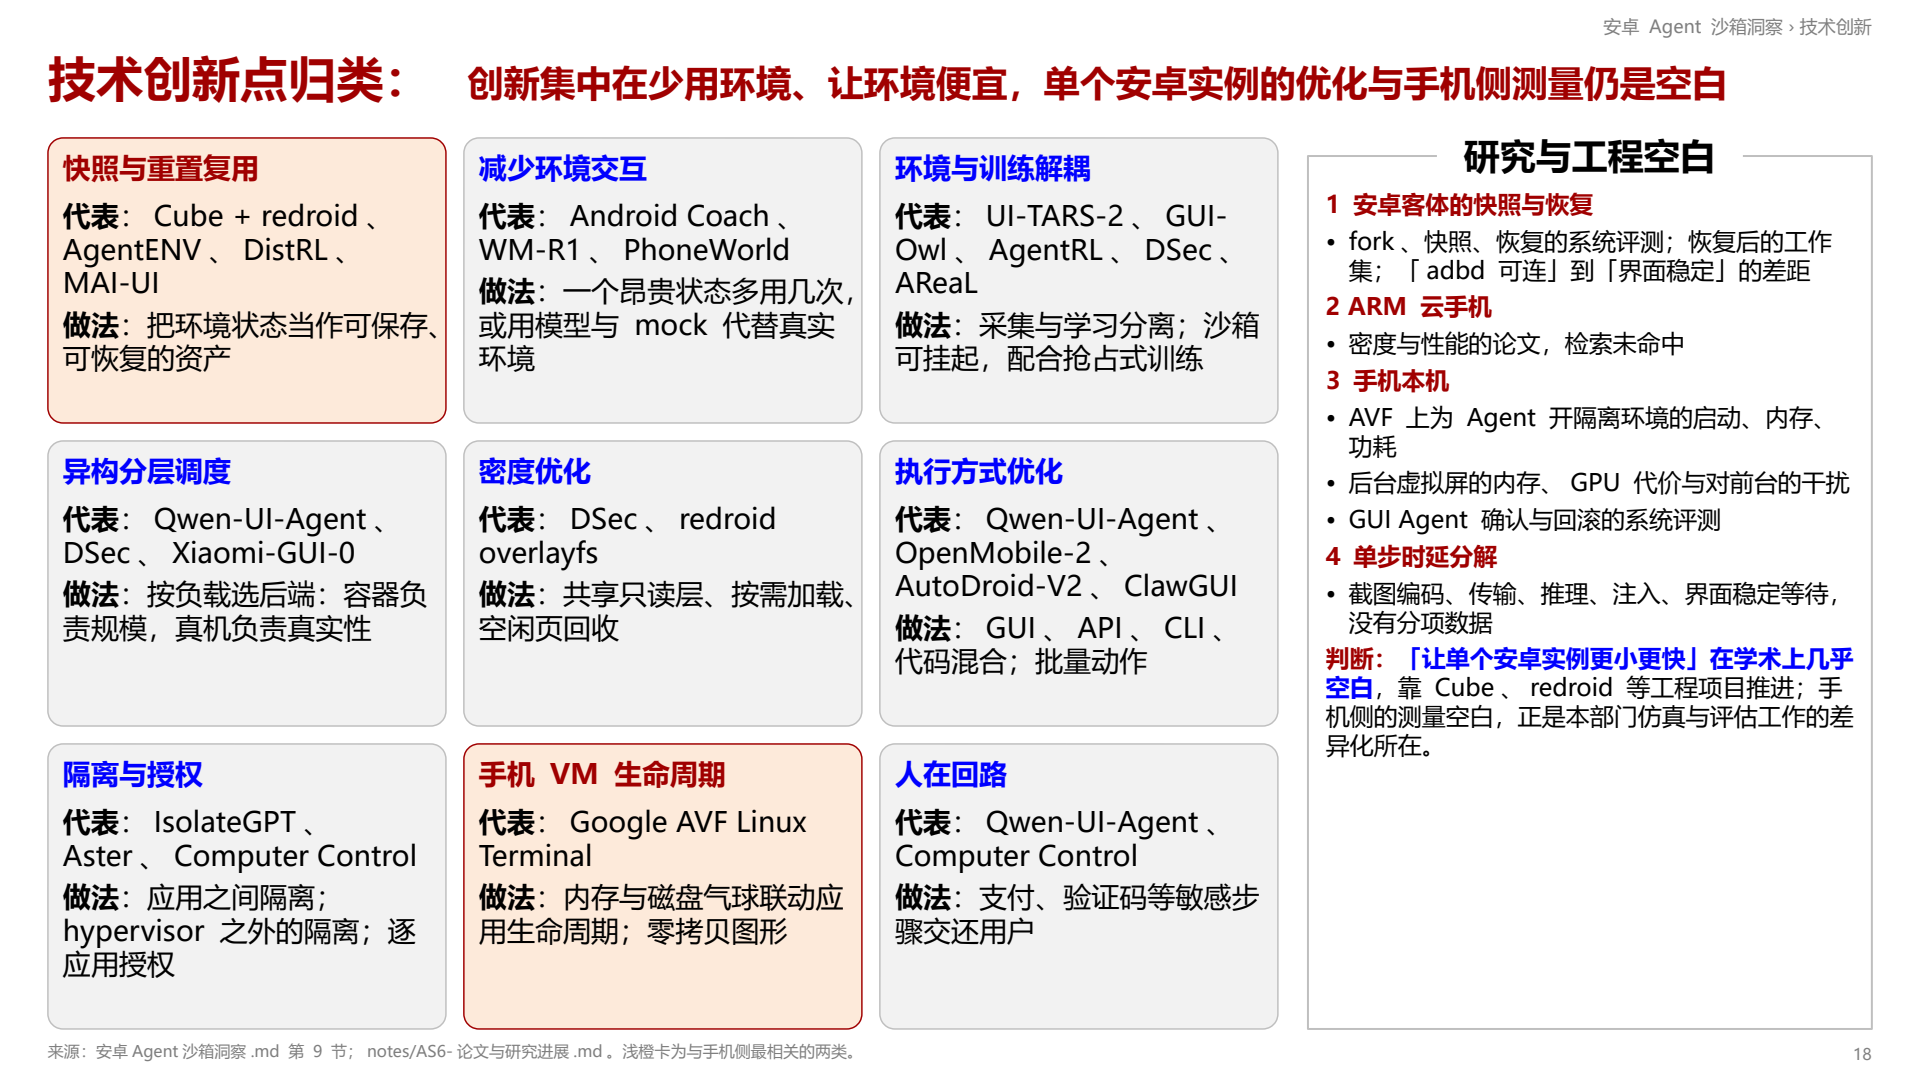 安卓 Agent 沙箱洞察 › 技术创新
技术创新点归类： 创新集中在少用环境、让环境便宜，单个安卓实例的优化与手机侧测量仍是空白
快照与重置复用
代表： Cube + redroid 、
AgentENV 、 DistRL 、
MAI-UI
做法：把环境状态当作可保存、
可恢复的资产
减少环境交互
代表： Android Coach 、
WM-R1 、 PhoneWorld
做法：一个昂贵状态多用几次，
或用模型与 mock 代替真实
环境
环境与训练解耦
代表： UI-TARS-2 、 GUI-
Owl 、 AgentRL 、 DSec 、
AReaL
做法：采集与学习分离；沙箱
可挂起，配合抢占式训练
异构分层调度
代表： Qwen-UI-Agent 、
DSec 、 Xiaomi-GUI-0
做法：按负载选后端：容器负
责规模，真机负责真实性
密度优化
代表： DSec 、 redroid
overlayfs
做法：共享只读层、按需加载、
空闲页回收
执行方式优化
代表： Qwen-UI-Agent 、
OpenMobile-2 、
AutoDroid-V2 、 ClawGUI
做法： GUI 、 API 、 CLI 、
代码混合；批量动作
隔离与授权
代表： IsolateGPT 、
Aster 、 Computer Control
做法：应用之间隔离；
hypervisor 之外的隔离；逐
应用授权
手机 VM 生命周期
代表： Google AVF Linux
Terminal
做法：内存与磁盘气球联动应
用生命周期；零拷贝图形
人在回路
代表： Qwen-UI-Agent 、
Computer Control
做法：支付、验证码等敏感步
骤交还用户
研究与工程空白
1 安卓客体的快照与恢复
• fork 、快照、恢复的系统评测；恢复后的工作
集；「 adbd 可连」到「界面稳定」的差距
2 ARM 云手机
• 密度与性能的论文，检索未命中
3 手机本机
• AVF 上为 Agent 开隔离环境的启动、内存、
功耗
• 后台虚拟屏的内存、 GPU 代价与对前台的干扰
• GUI Agent 确认与回滚的系统评测
4 单步时延分解
• 截图编码、传输、推理、注入、界面稳定等待，
没有分项数据
判断：「让单个安卓实例更小更快」在学术上几乎
空白，靠 Cube 、 redroid 等工程项目推进；手
机侧的测量空白，正是本部门仿真与评估工作的差
异化所在。
来源：安卓 Agent 沙箱洞察 .md 第 9 节； notes/AS6- 论文与研究进展 .md 。浅橙卡为与手机侧最相关的两类。
18